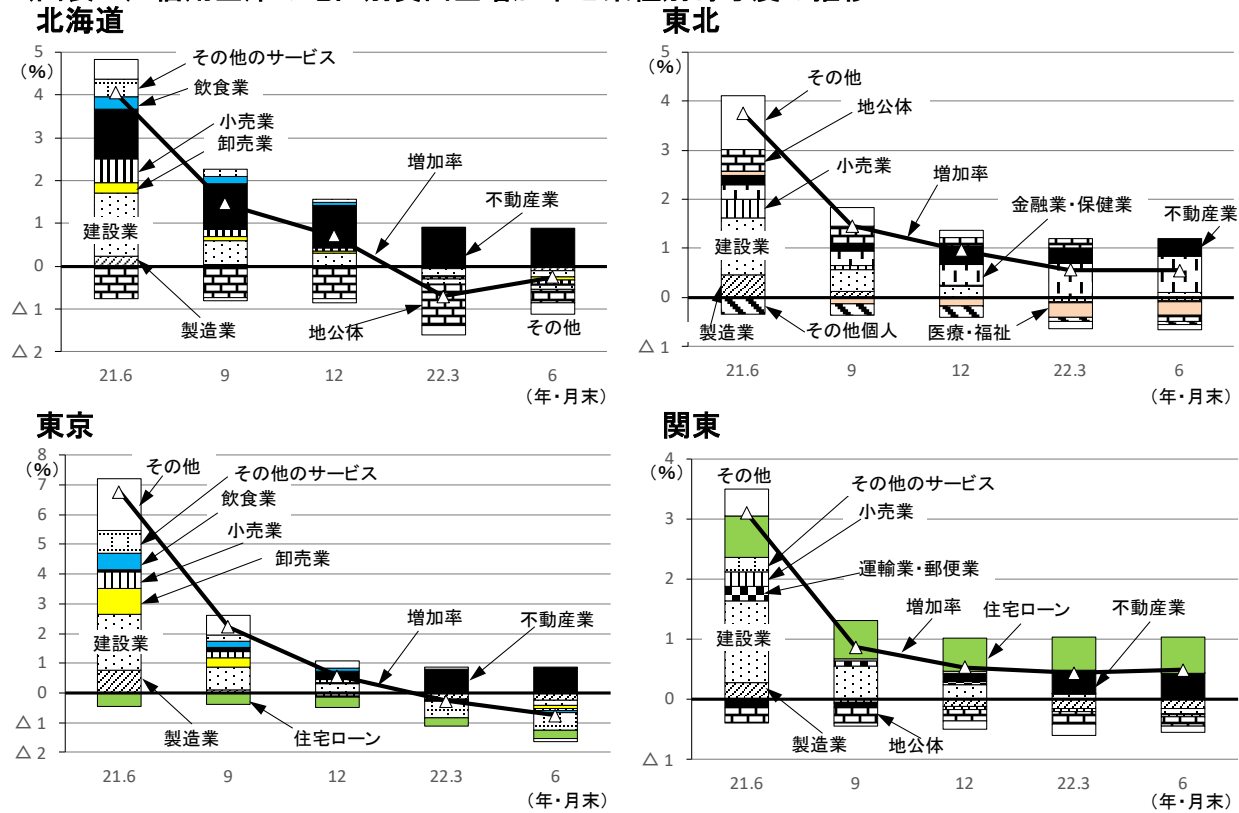 北海道
5
(%)
4
3
2
1
0
△ 1
△ 2
その他のサービス
飲食業
小売業
卸売業
増加率
不動産業
建設業
製造業
地公体
その他
21.6
9
12
22.3
6
(年・月末)
東北
5
(%)
4
3
2
1
0
△ 1
その他
地公体
小売業
増加率
金融業・保健業
不動産業
建設業
製造業
その他個人
医療・福祉
21.6
9
12
22.3
6
(年・月末)
東京
8
(%)
7
6
5
4
3
2
1
0
△ 1
△ 2
その他
その他のサービス
飲食業
小売業
卸売業
増加率
不動産業
建設業
製造業
住宅ローン
21.6
9
12
22.3
6
(年・月末)
関東
4
(%)
3
2
1
0
△ 1
その他
その他のサービス
小売業
運輸業・郵便業
増加率
住宅ローン
不動産業
建設業
製造業
地公体
21.6
9
12
22.3
6
(年・月末)